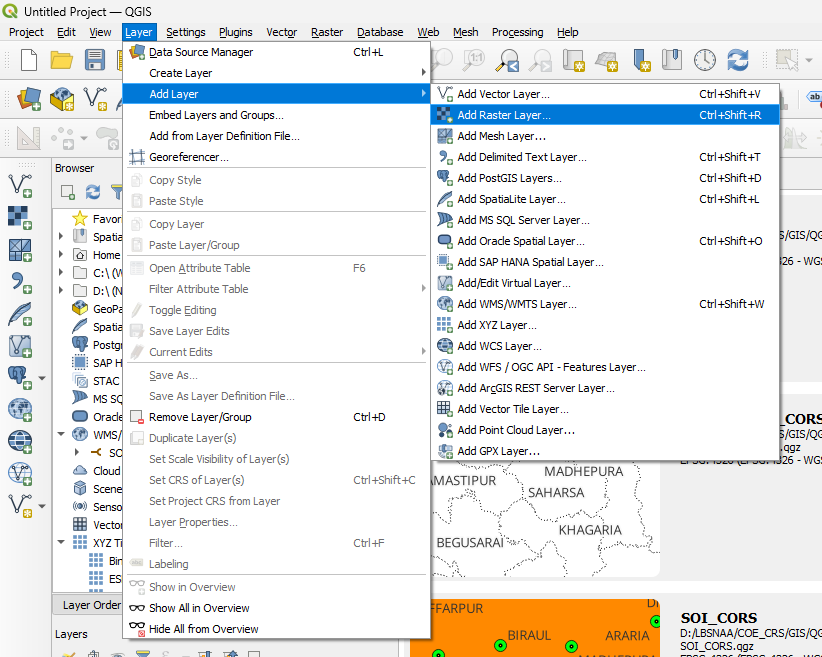 Untitled Project — QGIS
Project Edit View Layer Settings Plugins Vector Raster Database Web Mesh Processing Help
Data Source Manager Ctrl+L
Create Layer
Add Layer
Embed Layers and Groups...
Add from Layer Definition File...
Georeferencer...
Copy Style
Paste Style
Copy Layer
Paste Layer/Group
Open Attribute Table F6
Filter Attribute Table
Toggle Editing
Save Layer Edits
Current Edits
Save As...
Save As Layer Definition File...
Remove Layer/Group Ctrl+D
Duplicate Layer(s)
Set Scale Visibility of Layer(s)
Set CRS of Layer(s) Ctrl+Shift+C
Set Project CRS from Layer
Layer Properties...
Filter... Ctrl+F
Labeling
Show in Overview
Show All in Overview
Hide All from Overview
Add Vector Layer... Ctrl+Shift+V
Add Raster Layer... Ctrl+Shift+R
Add Mesh Layer...
Add Delimited Text Layer... Ctrl+Shift+T
Add PostGIS Layers... Ctrl+Shift+D
Add SpatiaLite Layer... Ctrl+Shift+L
Add MS SQL Server Layer...
Add Oracle Spatial Layer... Ctrl+Shift+O
Add SAP HANA Spatial Layer...
Add/Edit Virtual Layer...
Add WMS/WMTS Layer... Ctrl+Shift+W
Add XYZ Layer...
Add WCS Layer...
Add WFS / OGC API - Features Layer...
Add ArcGIS REST Server Layer...
Add Vector Tile Layer...
Add Point Cloud Layer...
Add GPX Layer...
1:1
ab
Browser
Favor
Spatia
Home
C:\ (W
D:\ (N
GeoPa
Spatia
Postgr
SAP H
STAC
MS SQ
Oracle
WMS/
SO
Cloud
Scene
Senso
Vecto
XYZ Ti
Bin
ES
Layer Order
Layers
S/GIS/QG
4326 - WGS
_CORS
S/GIS/QG
.qgz
EPSG:4326 (EPSG:4326 - WGS
AMASTIPUR
MADHEPURA
SAHARSA
KHAGARIA
BEGUSARAI
FFARPUR
BIRAUL
ARARIA
MADHEPURA
SOI_CORS
D:/LBSNAA/COE_CRS/GIS/QG
SOI_CORS.qgz